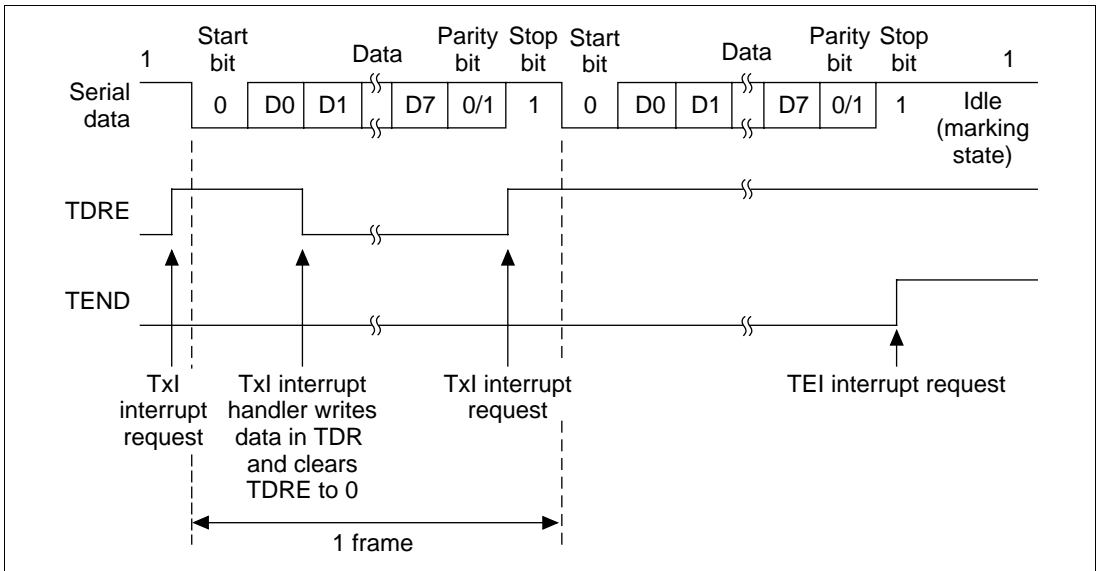 1
Start bit
Data
Parity bit
Stop bit
Start bit
Data
Parity bit
Stop bit
1
Serial data
0
D0
D1
D7
0/1
1
0
D0
D1
D7
0/1
1
Idle (marking state)
TDRE
TEND
TxI interrupt request
TxI interrupt handler writes data in TDR and clears TDRE to 0
TxI interrupt request
TEI interrupt request
1 frame